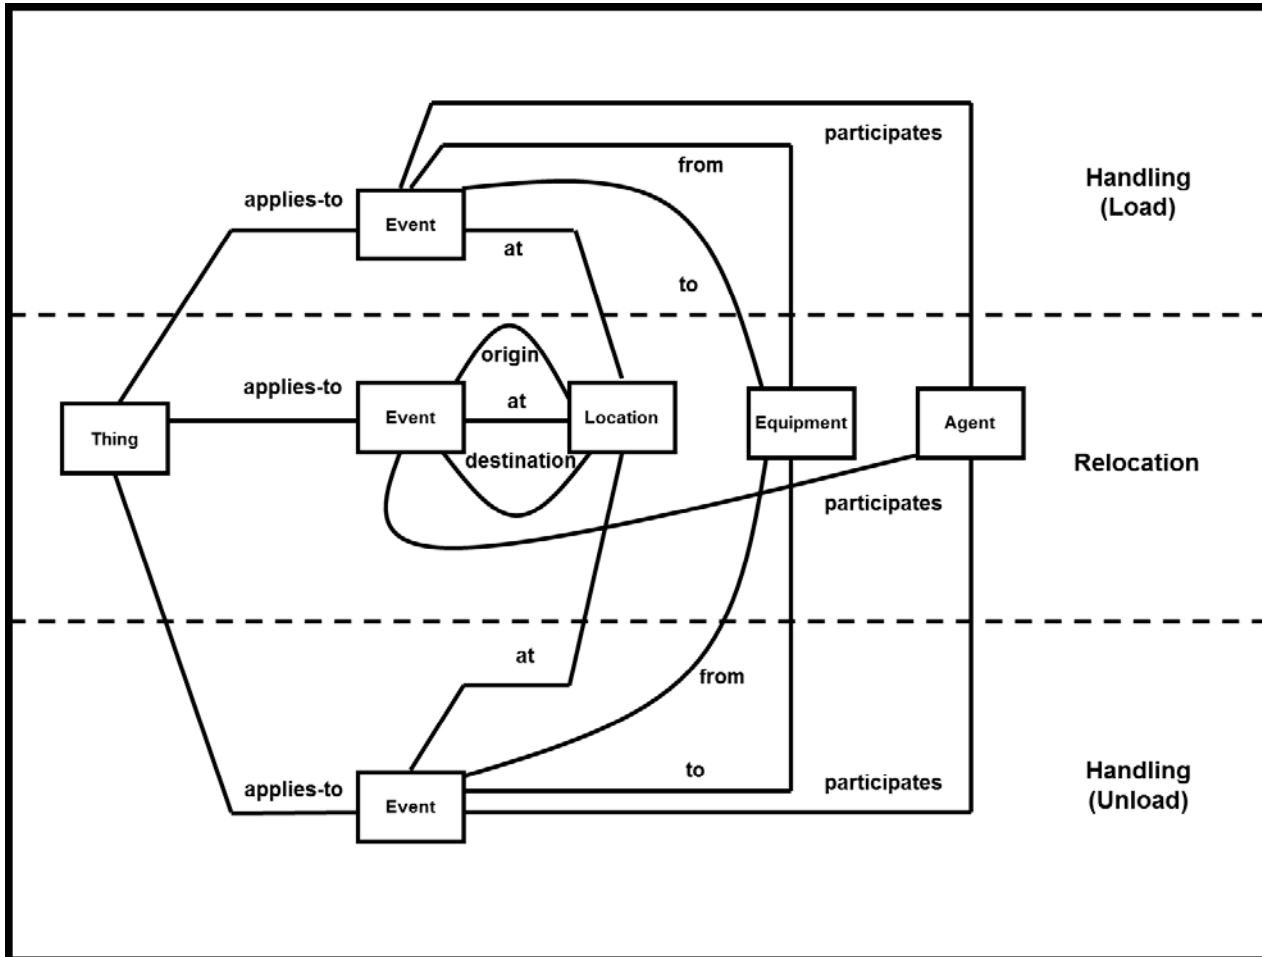 participates
from
Handling
(Load)
applies-to
Event
at
to
origin
applies-to
Event
at
Location
Equipment
Agent
Thing
destination
Relocation
participates
at
from
to
Handling
(Unload)
applies-to
participates
Event